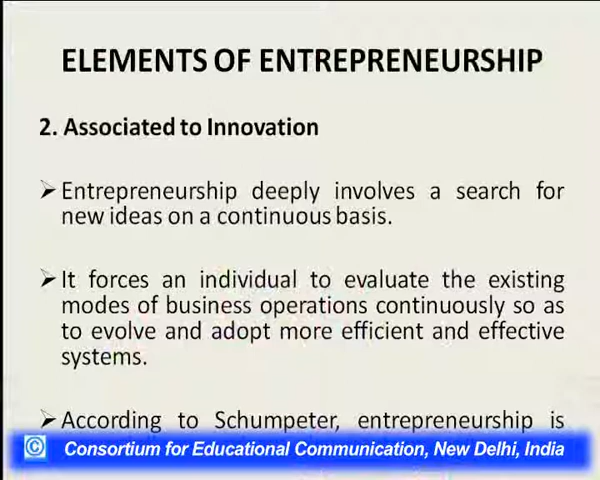 ELEMENTS OF ENTREPRENEURSHIP
2. Associated to Innovation
➢ Entrepreneurship deeply involves a search for
new ideas on a continuous basis.
➢ It forces an individual to evaluate the existing
modes of business operations continuously so as
to evolve and adopt more efficient and effective
systems.
➢ According to Schumpeter, entrepreneurship is
© Consortium for Educational Communication, New Delhi, India